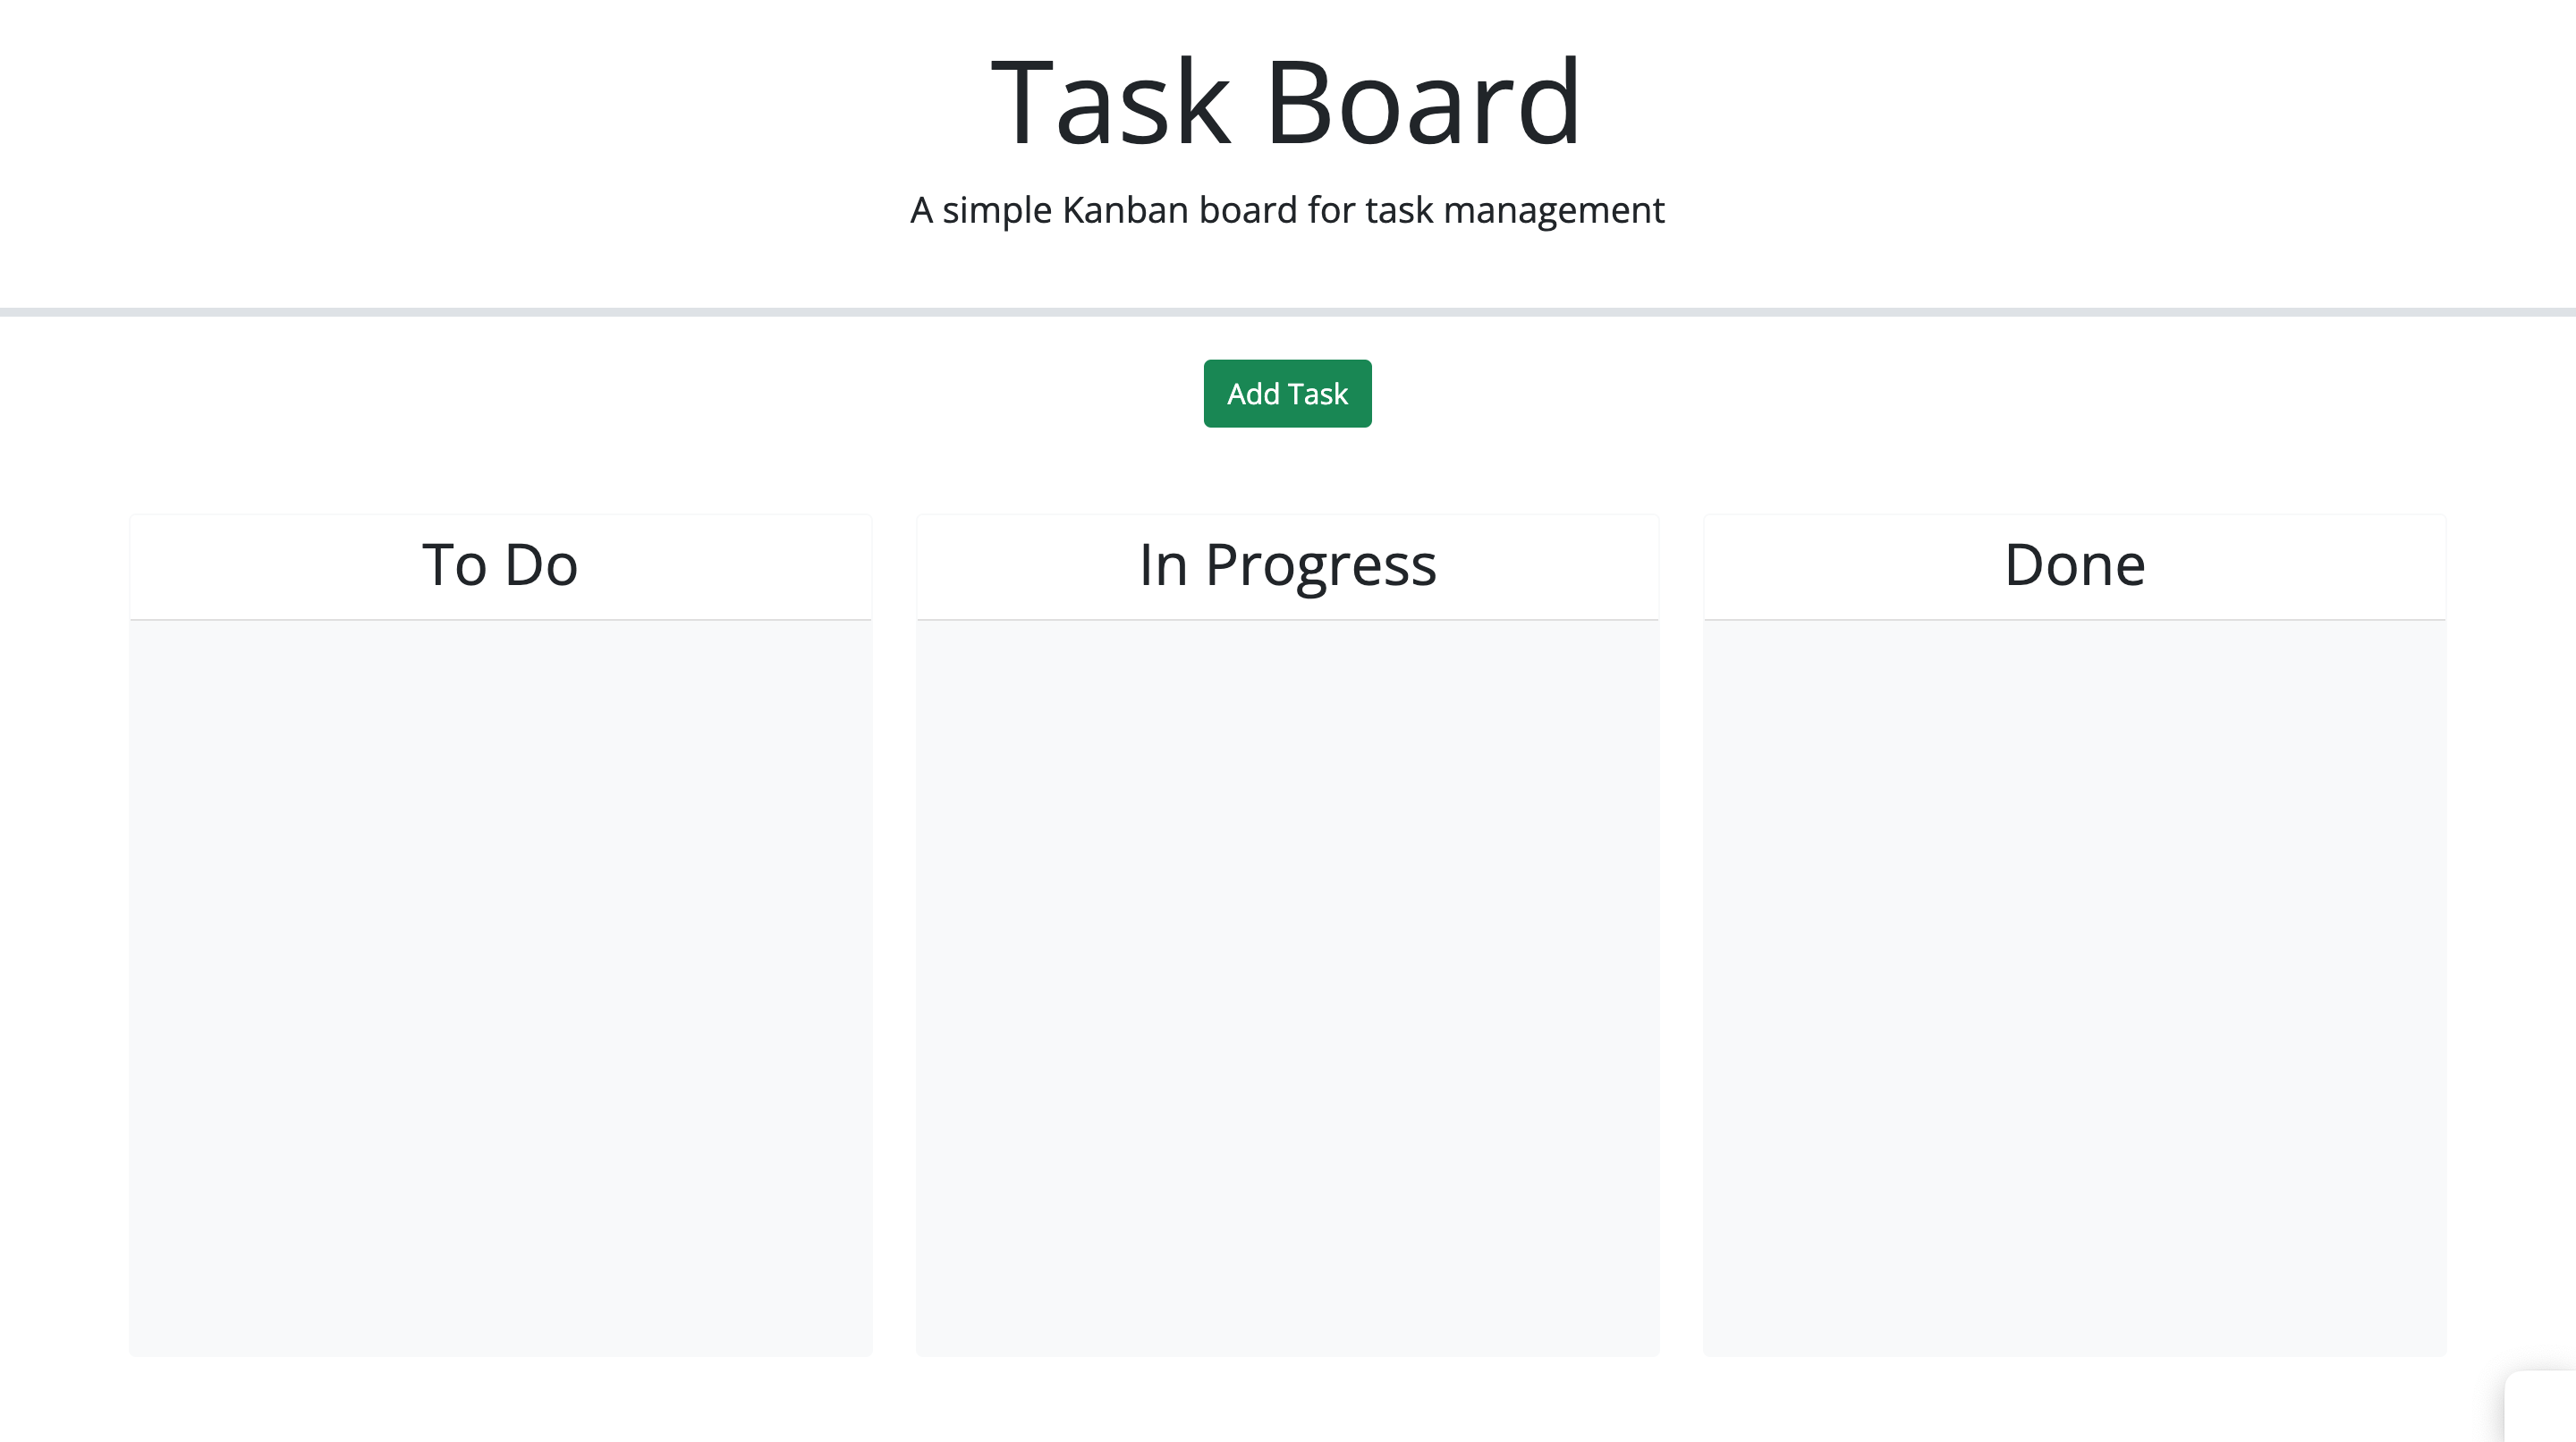 Task Board
A simple Kanban board for task management
Add Task
To Do
In Progress
Done